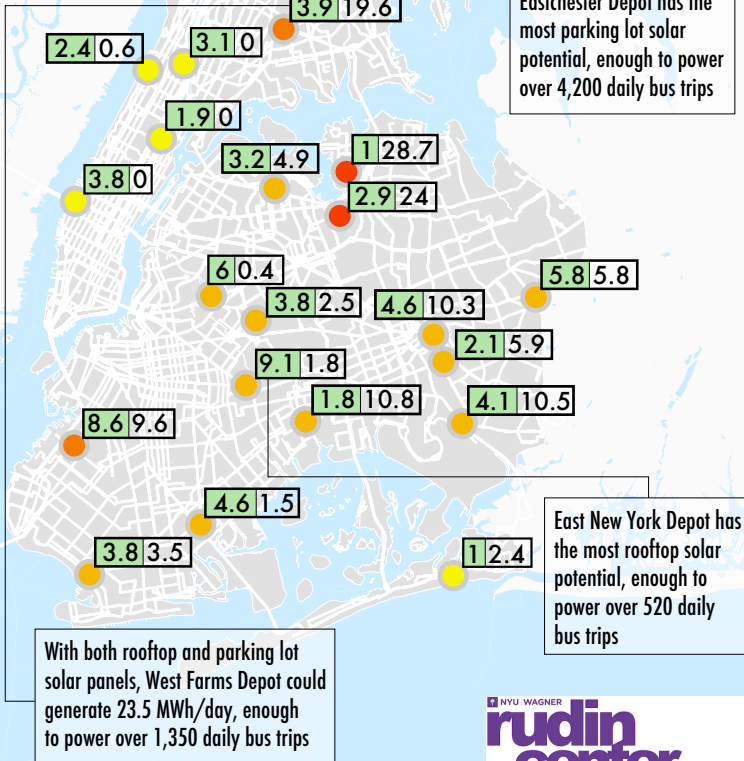 3.9 19.6
Eastchester Depot has the
most parking lot solar
potential, enough to power
over 4,200 daily bus trips
2.4 0.6
3.1 0
1.9 0
3.2 4.9
1 28.7
3.8 0
2.9 24
6 0.4
5.8 5.8
3.8 2.5
4.6 10.3
2.1 5.9
9.1 1.8
1.8 10.8
4.1 10.5
8.6 9.6
4.6 1.5
3.8 3.5
1 2.4
East New York Depot has
the most rooftop solar
potential, enough to
power over 520 daily
bus trips
With both rooftop and parking lot
solar panels, West Farms Depot could
generate 23.5 MWh/day, enough
to power over 1,350 daily bus trips
NYU WAGNER
rudin
center